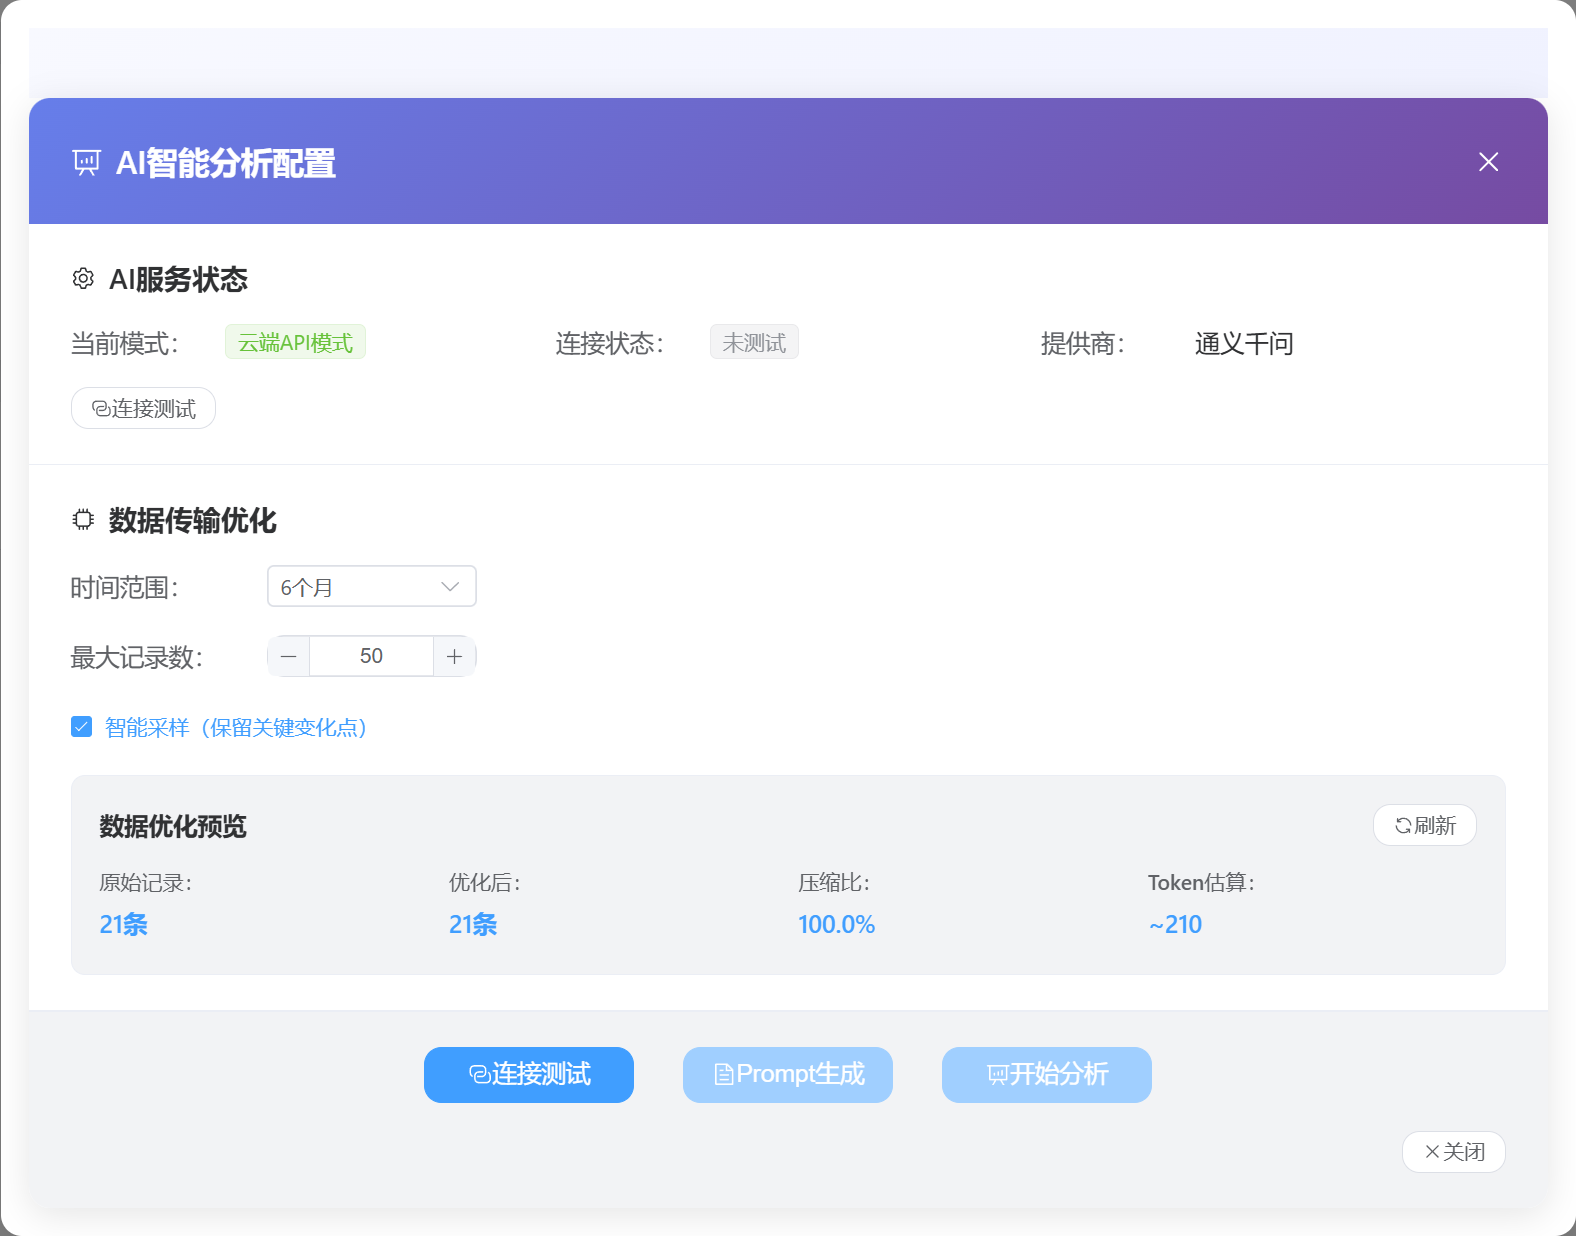 AI智能分析配置
AI服务状态
当前模式： 云端API模式 连接状态： 未测试 提供商： 通义千问
连接测试
数据传输优化
时间范围： 6个月
最大记录数： 50
智能采样（保留关键变化点）
数据优化预览 刷新
原始记录： 优化后： 压缩比： Token估算：
21条 21条 100.0% ~210
连接测试 Prompt生成 开始分析
关闭